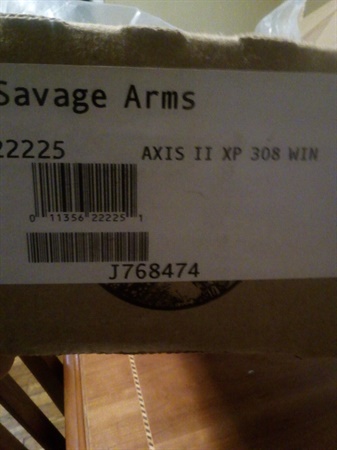 Savage Arms
22225 AXIS II XP 308 WIN
0 11356 22225 1
J768474